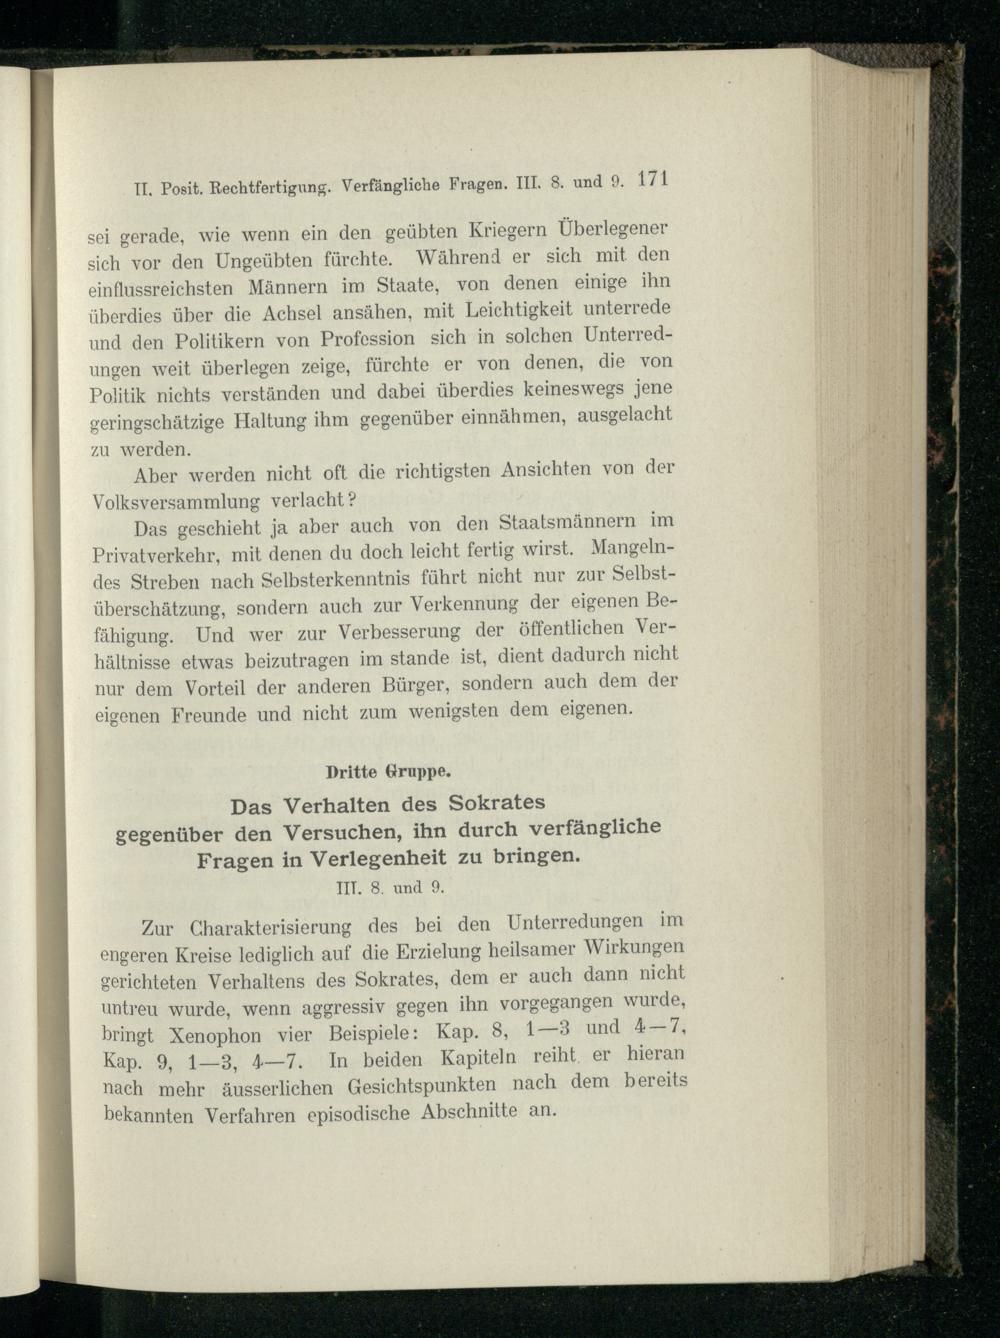 II. Posit. Rechtfertigung. Verfängliche Fragen. III. 8. und 9. 171
sei gerade, wie wenn ein den geübten Kriegern Überlegener
sich vor den Ungeübten fürchte. Während er sich mit den
einflussreichsten Männern im Staate, von denen einige ihn
überdies über die Achsel ansähen, mit Leichtigkeit unterrede
und den Politikern von Profession sich in solchen Unterred-
ungen weit überlegen zeige, fürchte er von denen, die von
Politik nichts verständen und dabei überdies keineswegs jene
geringschätzige Haltung ihm gegenüber einnähmen, ausgelacht
zu werden.
Aber werden nicht oft die richtigsten Ansichten von der
Volksversammlung verlacht?
Das geschieht ja aber auch von den Staatsmännern im
Privatverkehr, mit denen du doch leicht fertig wirst. Mangeln-
des Streben nach Selbsterkenntnis führt nicht nur zur Selbst-
überschätzung, sondern auch zur Verkennung der eigenen Be-
fähigung. Und wer zur Verbesserung der öffentlichen Ver-
hältnisse etwas beizutragen im stande ist, dient dadurch nicht
nur dem Vorteil der anderen Bürger, sondern auch dem der
eigenen Freunde und nicht zum wenigsten dem eigenen.
Dritte Gruppe.
Das Verhalten des Sokrates
gegenüber den Versuchen, ihn durch verfängliche
Fragen in Verlegenheit zu bringen.
III. 8. und 9.
Zur Charakterisierung des bei den Unterredungen im
engeren Kreise lediglich auf die Erzielung heilsamer Wirkungen
gerichteten Verhaltens des Sokrates, dem er auch dann nicht
untreu wurde, wenn aggressiv gegen ihn vorgegangen wurde,
bringt Xenophon vier Beispiele: Kap. 8, 1—3 und 4—7,
Kap. 9, 1—3, 4—7. In beiden Kapiteln reiht er hieran
nach mehr äusserlichen Gesichtspunkten nach dem bereits
bekannten Verfahren episodische Abschnitte an.